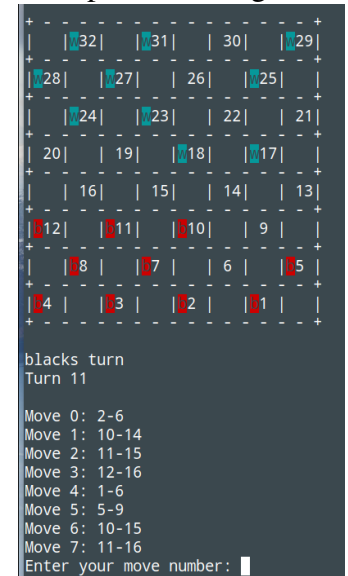 + - - - - - - - - - - - - - - - +
|   |w32|   |w31|   | 30|   |w29|
+ - - - - - - - - - - - - - - - +
|w28|   |w27|   | 26|   |w25|   |
+ - - - - - - - - - - - - - - - +
|   |w24|   |w23|   | 22|   | 21|
+ - - - - - - - - - - - - - - - +
| 20|   | 19|   |w18|   |w17|   |
+ - - - - - - - - - - - - - - - +
|   | 16|   | 15|   | 14|   | 13|
+ - - - - - - - - - - - - - - - +
|b12|   |b11|   |b10|   | 9 |   |
+ - - - - - - - - - - - - - - - +
|   |b8 |   |b7 |   | 6 |   |b5 |
+ - - - - - - - - - - - - - - - +
|b4 |   |b3 |   |b2 |   |b1 |   |
+ - - - - - - - - - - - - - - - +
blacks turn
Turn 11
Move 0: 2-6
Move 1: 10-14
Move 2: 11-15
Move 3: 12-16
Move 4: 1-6
Move 5: 5-9
Move 6: 10-15
Move 7: 11-16
Enter your move number: